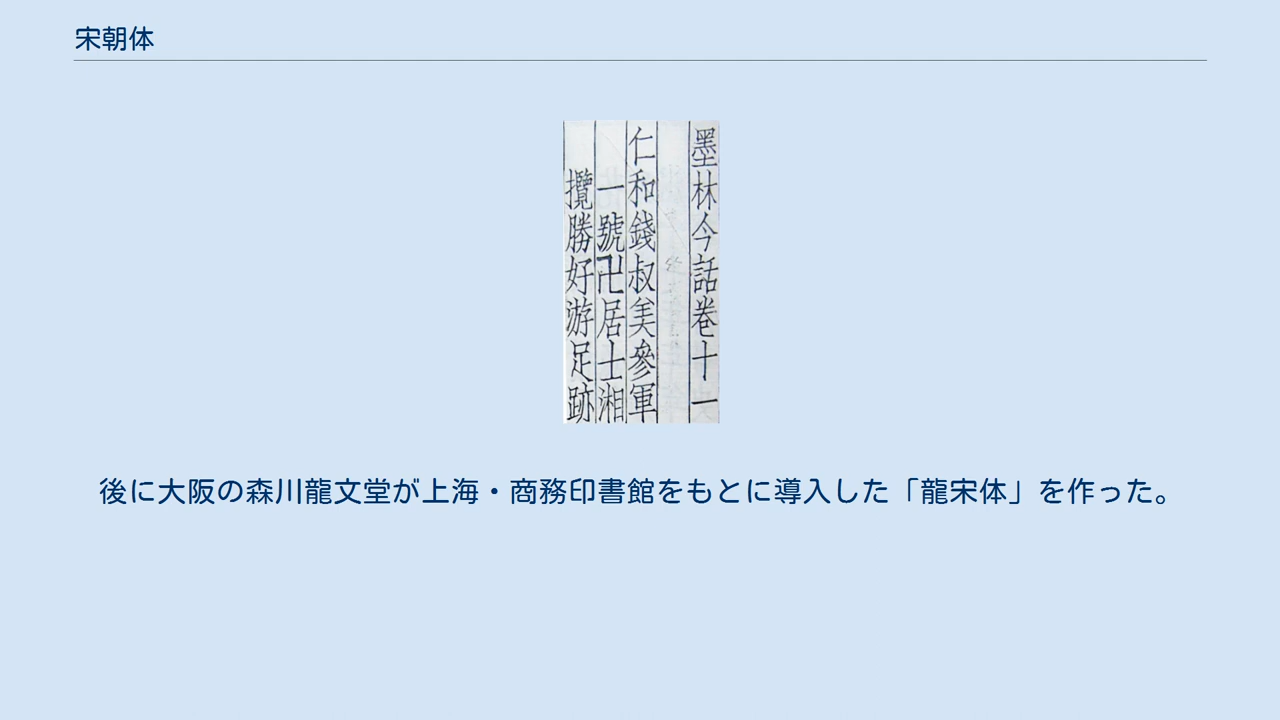 宋朝体
墨林今話卷十一
仁和錢叔美參軍
一號卍居士湘
攬勝好游足跡
後に大阪の森川龍文堂が上海・商務印書館をもとに導入した「龍宋体」を作った。